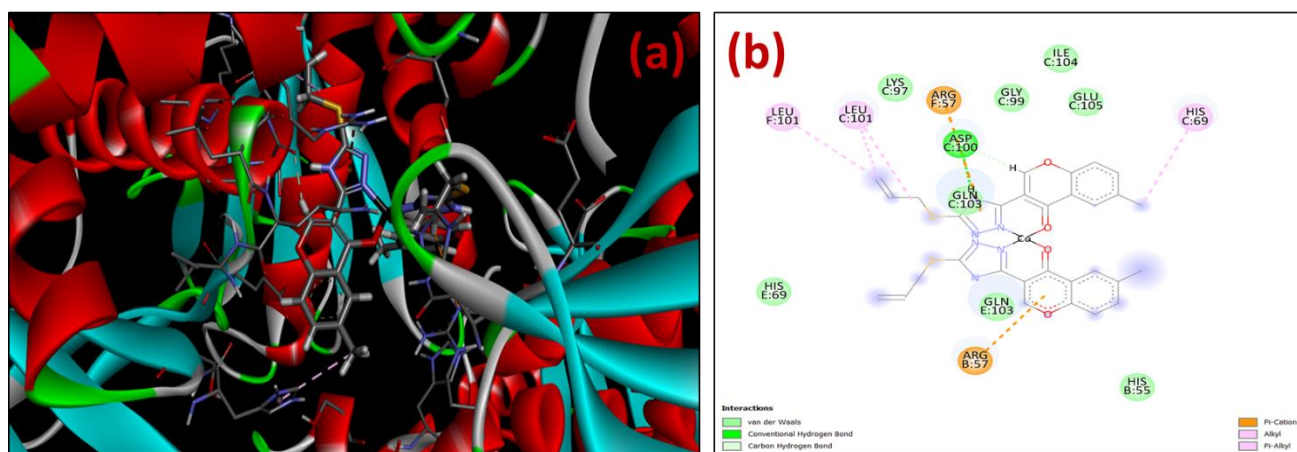 (a)
(b)
ILE
C:104
LYS
C:97
ARG
F:57
GLY
C:99
GLU
C:105
LEU
F:101
LEU
C:101
HIS
C:69
ASP
C:100
H
O
H
GLN
C:103
N
N
O
Co
N
N
O
N
HIS
E:69
GLN
E:103
O
ARG
B:57
HIS
B:55
Interactions
van der Waals
Conventional Hydrogen Bond
Carbon Hydrogen Bond
Pi-Cation
Alkyl
Pi-Alkyl